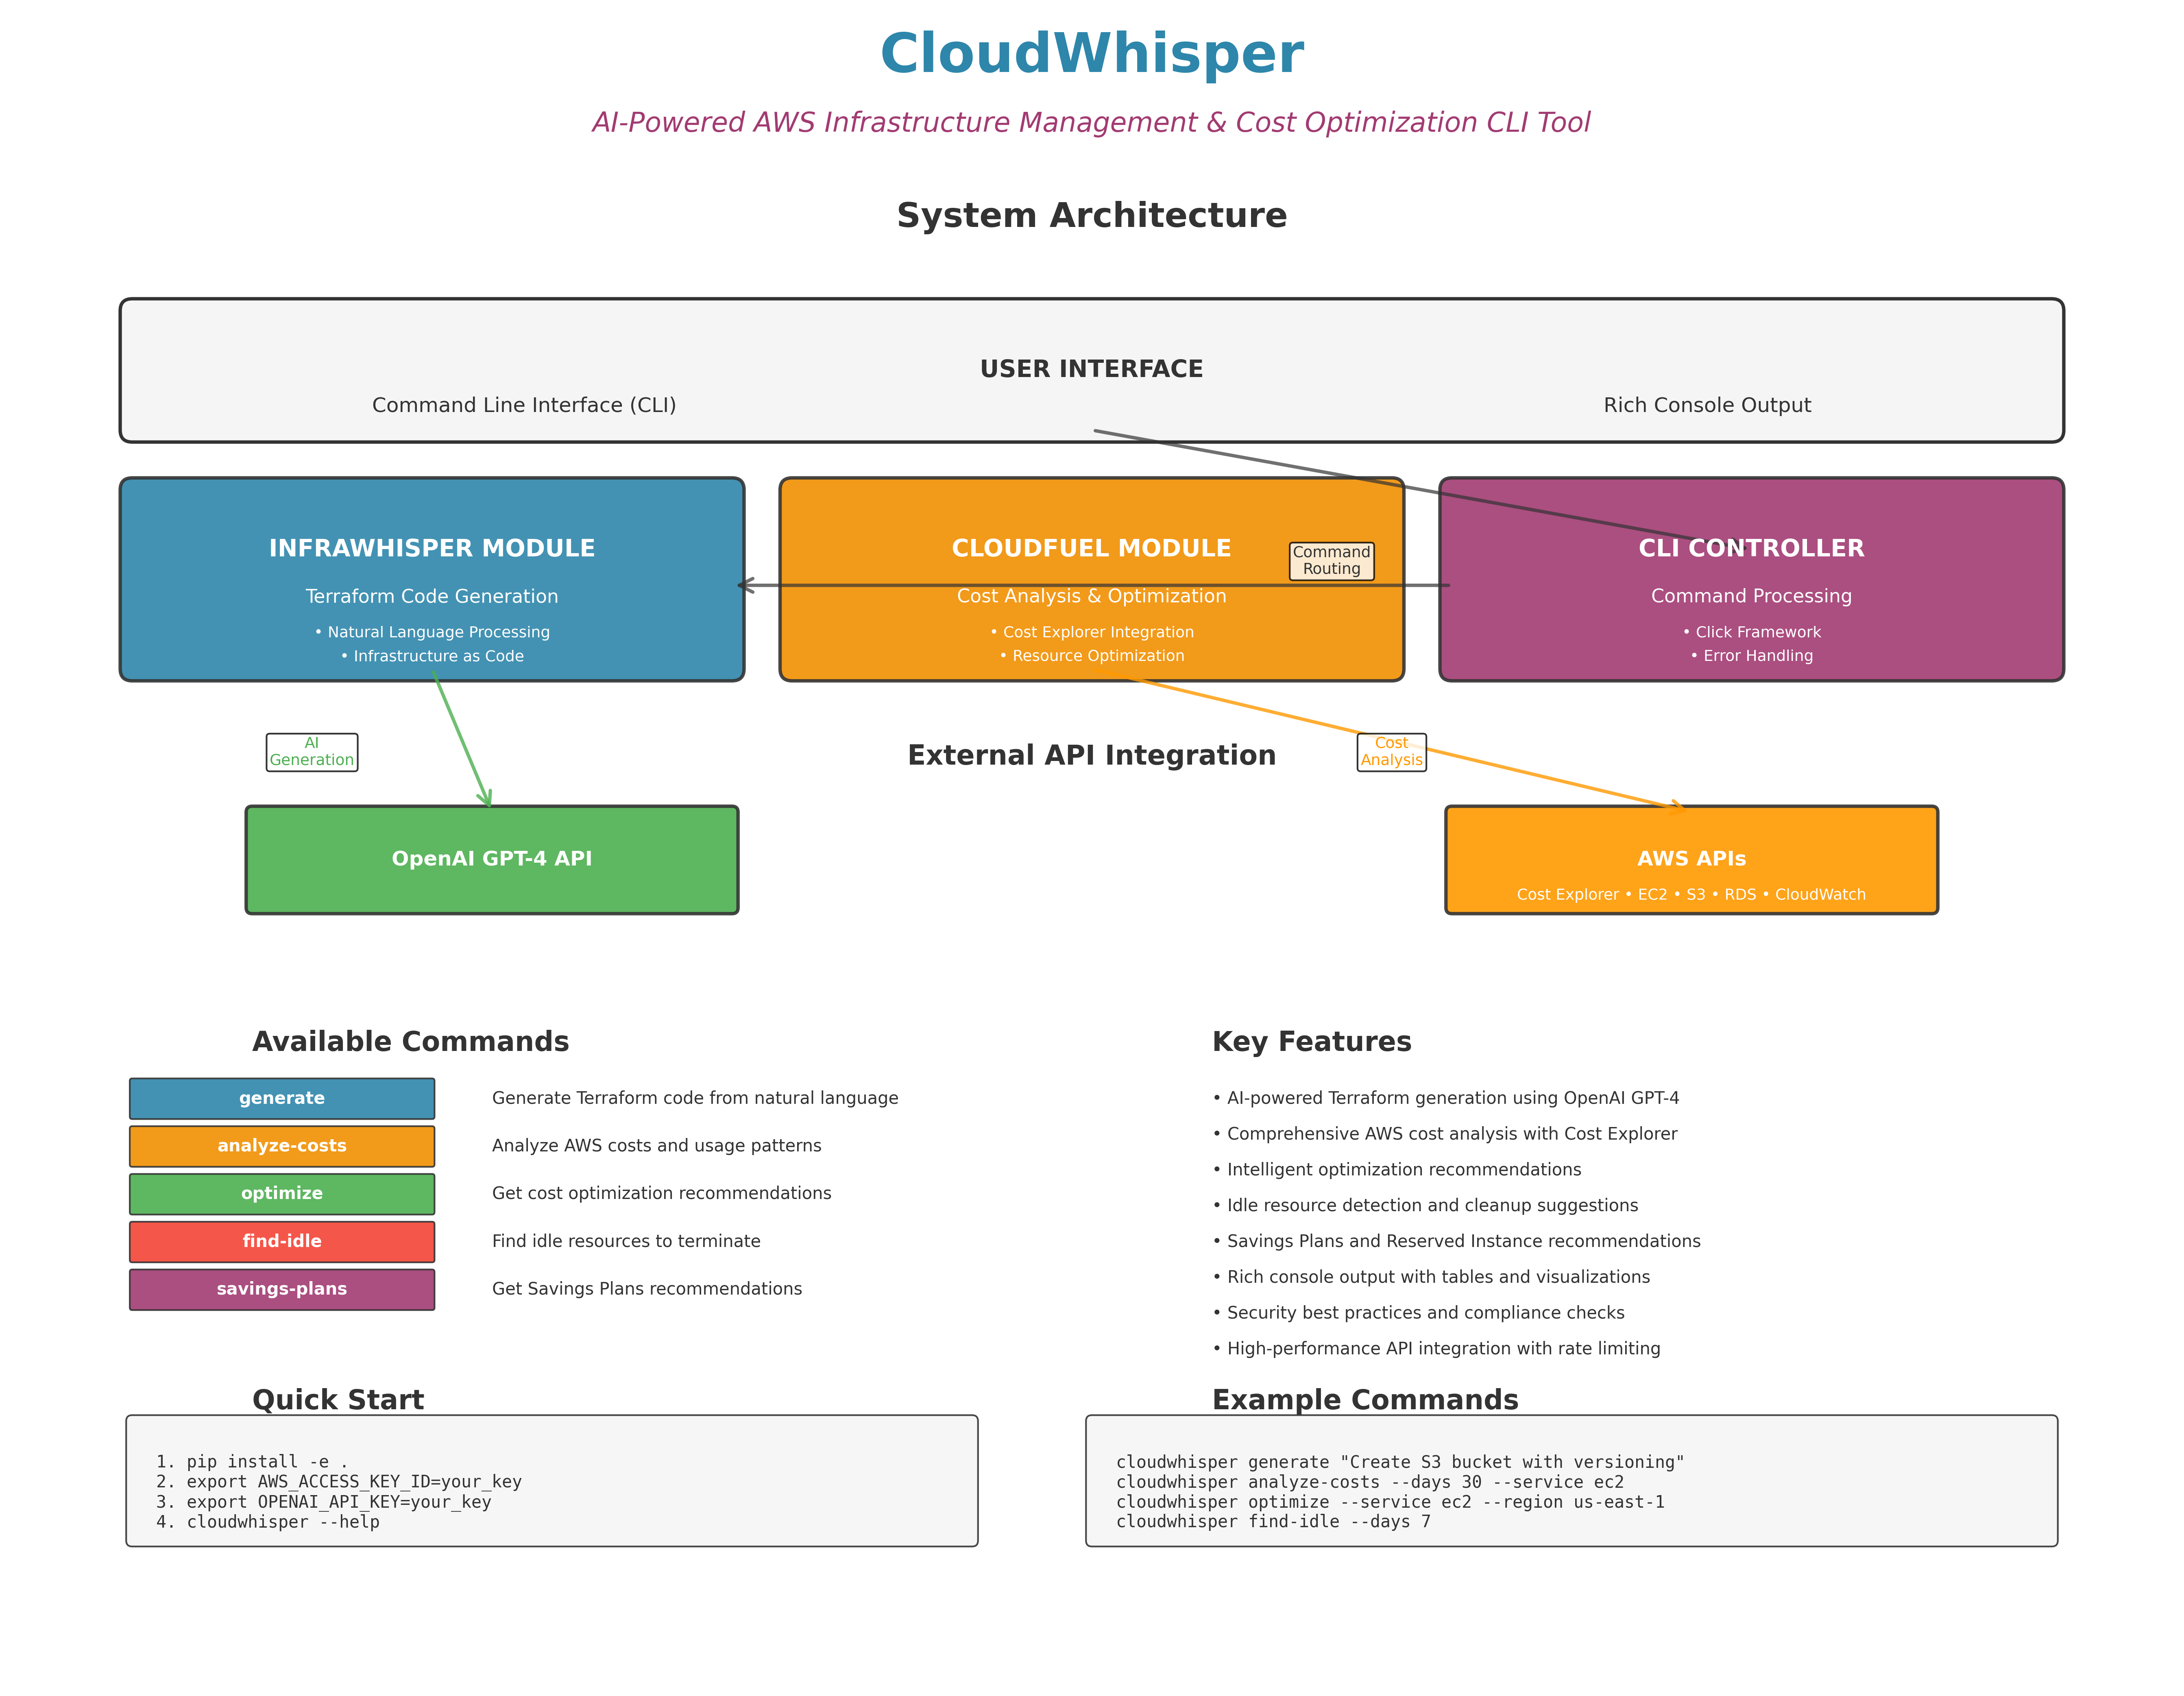 CloudWhisper
AI-Powered AWS Infrastructure Management & Cost Optimization CLI Tool
System Architecture
USER INTERFACE
Command Line Interface (CLI)
Rich Console Output
INFRAWHISPER MODULE
Terraform Code Generation
• Natural Language Processing
• Infrastructure as Code
CLOUDFUEL MODULE
Cost Analysis & Optimization
• Cost Explorer Integration
• Resource Optimization
Command
Routing
CLI CONTROLLER
Command Processing
• Click Framework
• Error Handling
AI
Generation
External API Integration
Cost
Analysis
OpenAI GPT-4 API
AWS APIs
Cost Explorer • EC2 • S3 • RDS • CloudWatch
Available Commands
generate
Generate Terraform code from natural language
analyze-costs
Analyze AWS costs and usage patterns
optimize
Get cost optimization recommendations
find-idle
Find idle resources to terminate
savings-plans
Get Savings Plans recommendations
Key Features
• AI-powered Terraform generation using OpenAI GPT-4
• Comprehensive AWS cost analysis with Cost Explorer
• Intelligent optimization recommendations
• Idle resource detection and cleanup suggestions
• Savings Plans and Reserved Instance recommendations
• Rich console output with tables and visualizations
• Security best practices and compliance checks
• High-performance API integration with rate limiting
Quick Start
1. pip install -e .
2. export AWS_ACCESS_KEY_ID=your_key
3. export OPENAI_API_KEY=your_key
4. cloudwhisper --help
Example Commands
cloudwhisper generate "Create S3 bucket with versioning"
cloudwhisper analyze-costs --days 30 --service ec2
cloudwhisper optimize --service ec2 --region us-east-1
cloudwhisper find-idle --days 7